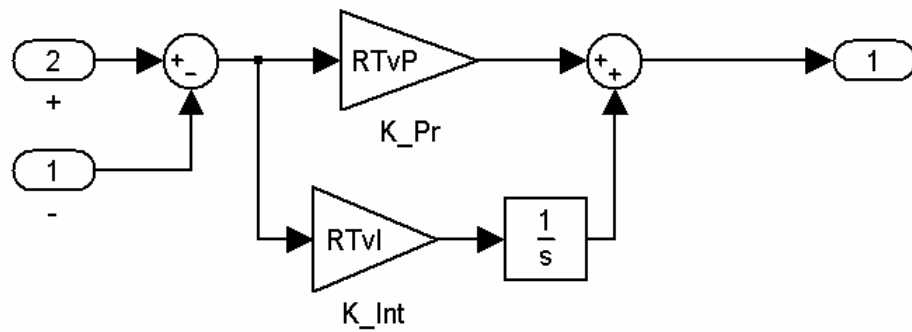 2
+
1
-
+
-
RTvP
K_Pr
RTvI
K_Int
1
s
+
+
1